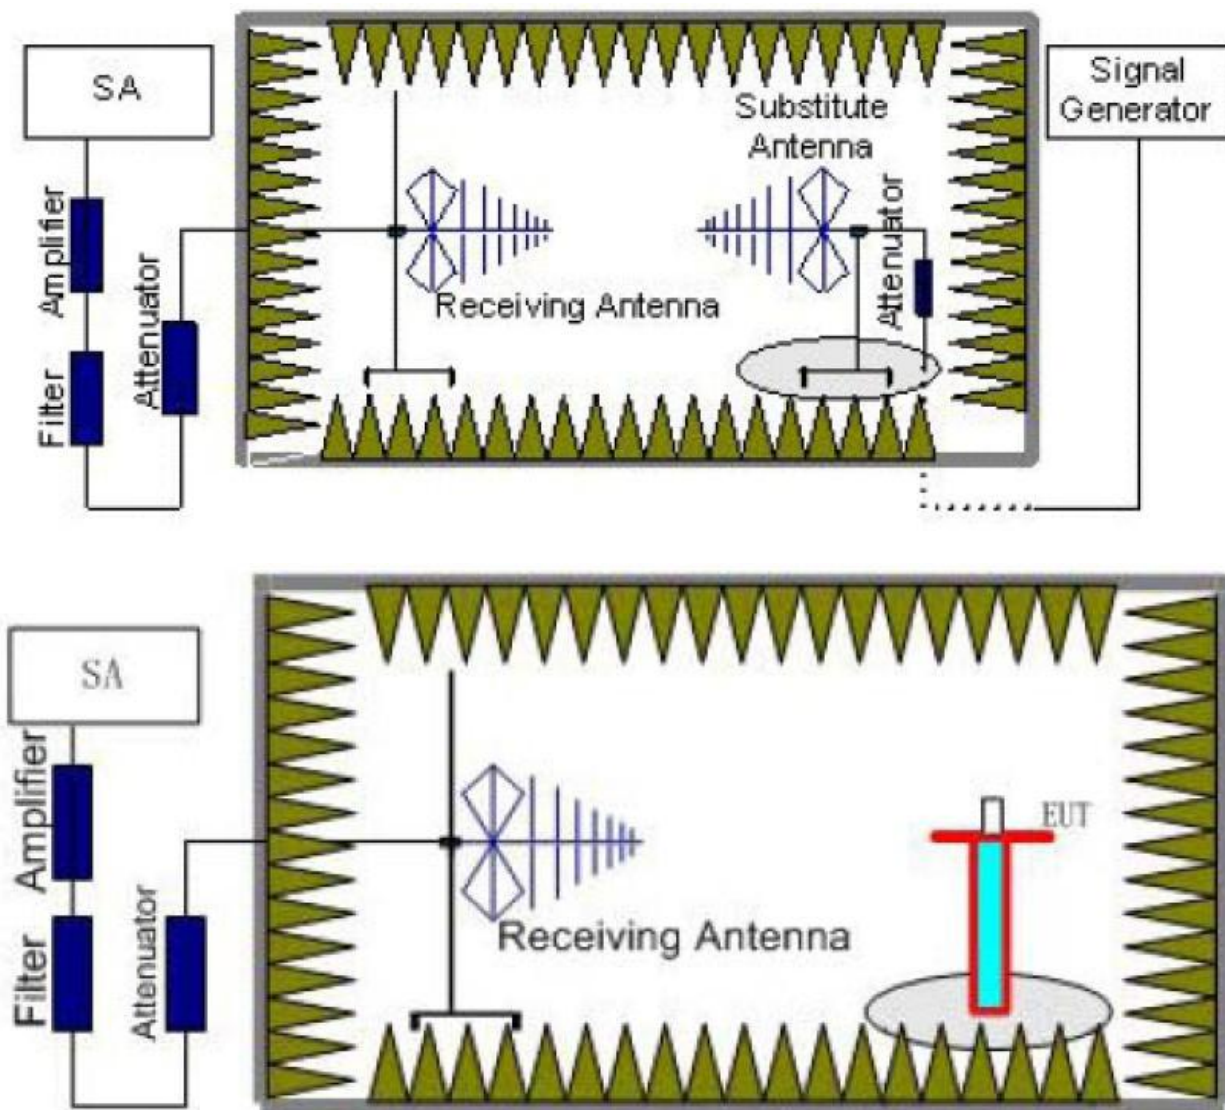 SA
Signal
Generator
Substitute
Antenna
Amplifier
Attenuator
Attenuator
Filter
Receiving Antenna
SA
Amplifier
EUT
Attenuator
Filter
Receiving Antenna